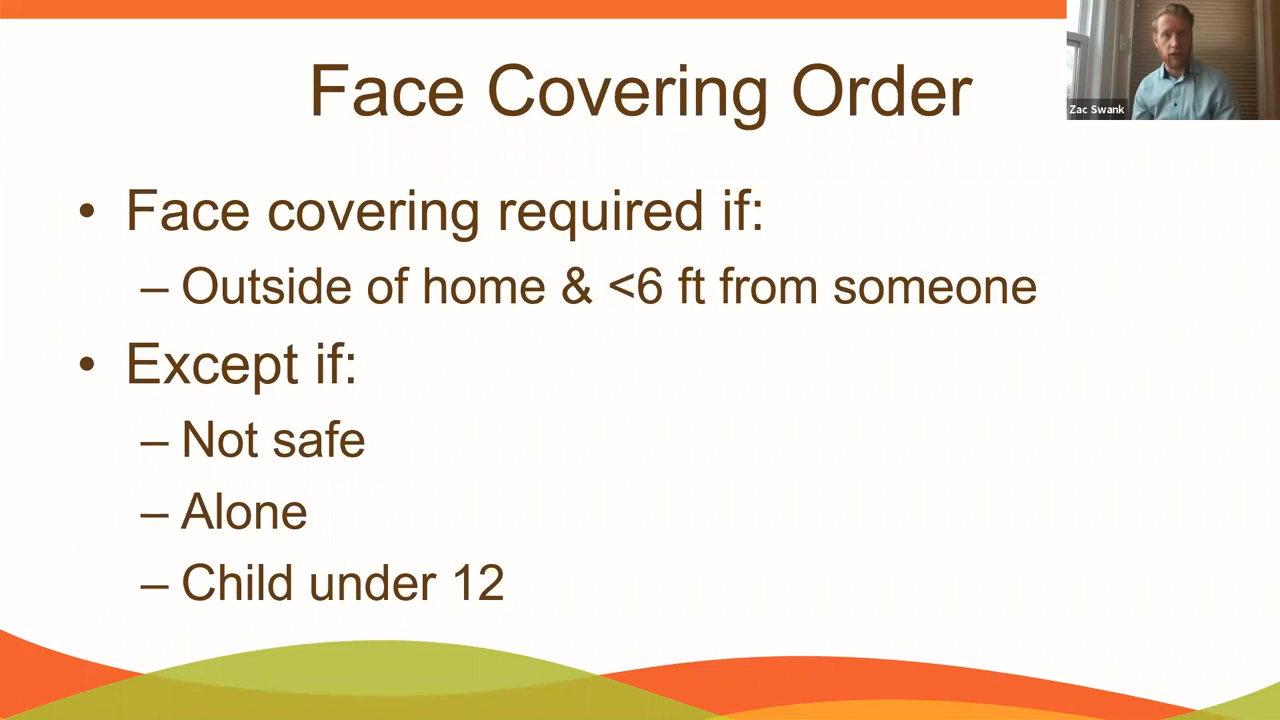 Face Covering Order
Zac Swank
• Face covering required if:
– Outside of home & <6 ft from someone
• Except if:
– Not safe
– Alone
– Child under 12